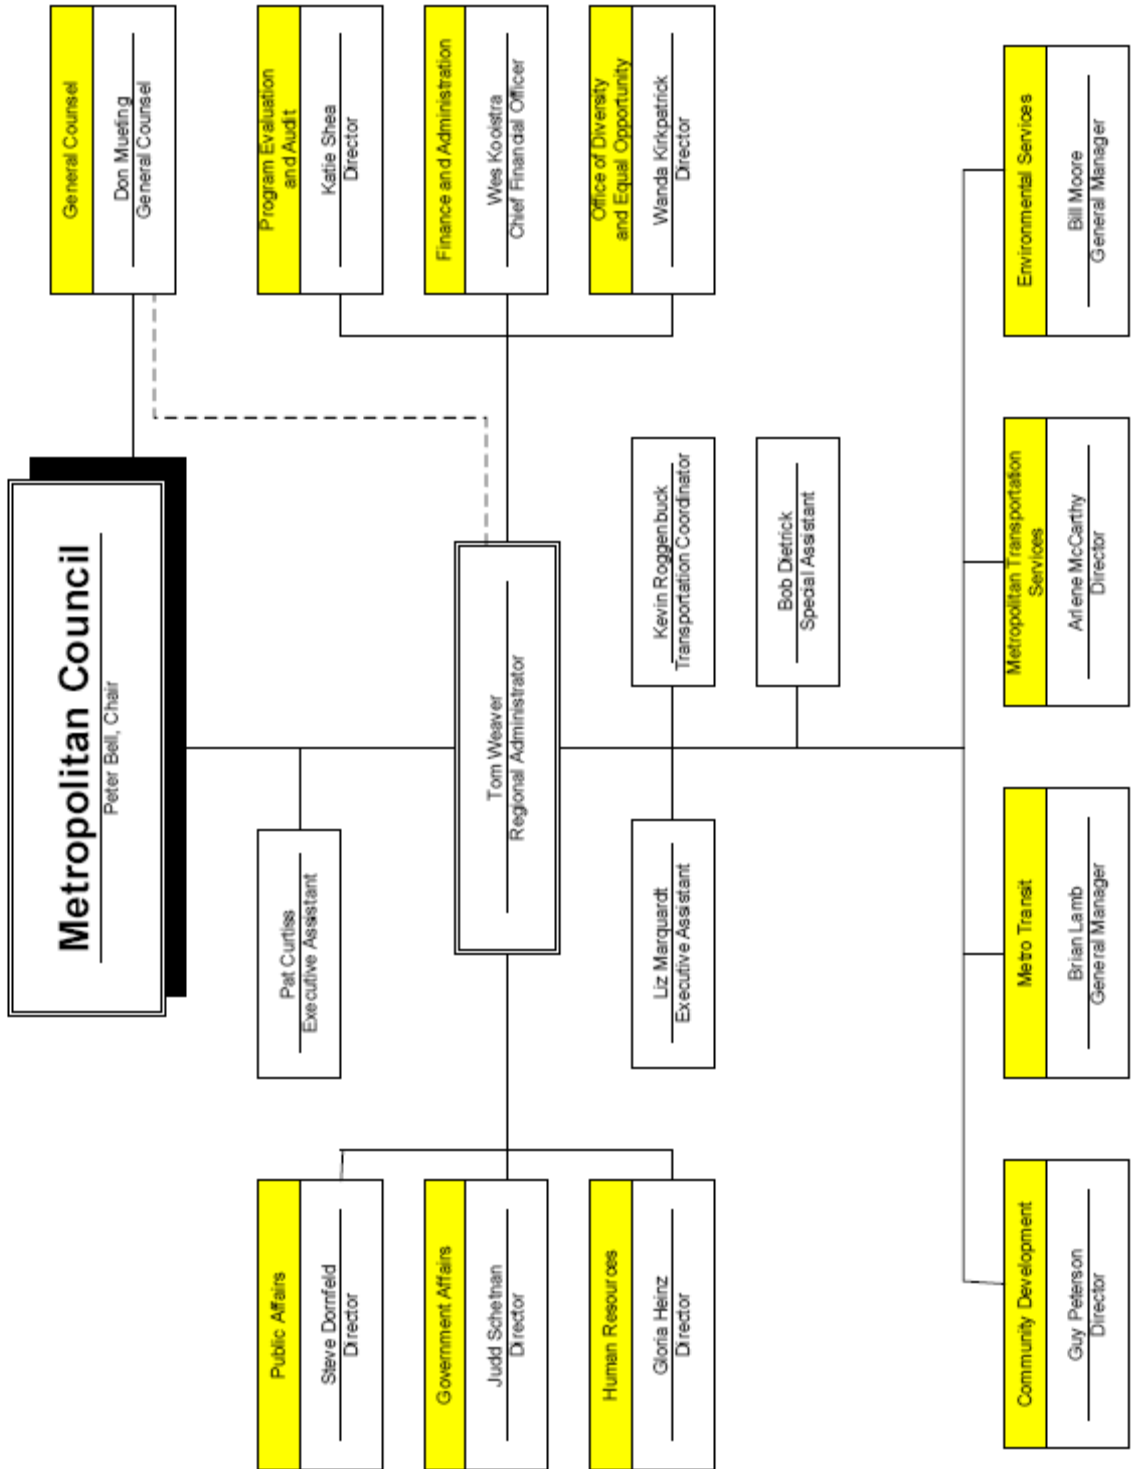 Metropolitan Council
Peter Bell, Chair
General Counsel
Don Mueting
General Counsel
Pat Curtiss
Executive Assistant
Public Affairs
Steve Dornfeld
Director
Program Evaluation
and Audit
Katie Shea
Director
Government Affairs
Judd Schetnan
Director
Tom Weaver
Regional Administrator
Finance and Administration
Wes Kooistra
Chief Financial Officer
Human Resources
Gloria Heinz
Director
Liz Marquardt
Executive Assistant
Kevin Roggenbuck
Transportation Coordinator
Office of Diversity
and Equal Opportunity
Wanda Kirkpatrick
Director
Bob Dietrick
Special Assistant
Community Development
Guy Peterson
Director
Metro Transit
Brian Lamb
General Manager
Metropolitan Transportation
Services
Arlene McCarthy
Director
Environmental Services
Bill Moore
General Manager